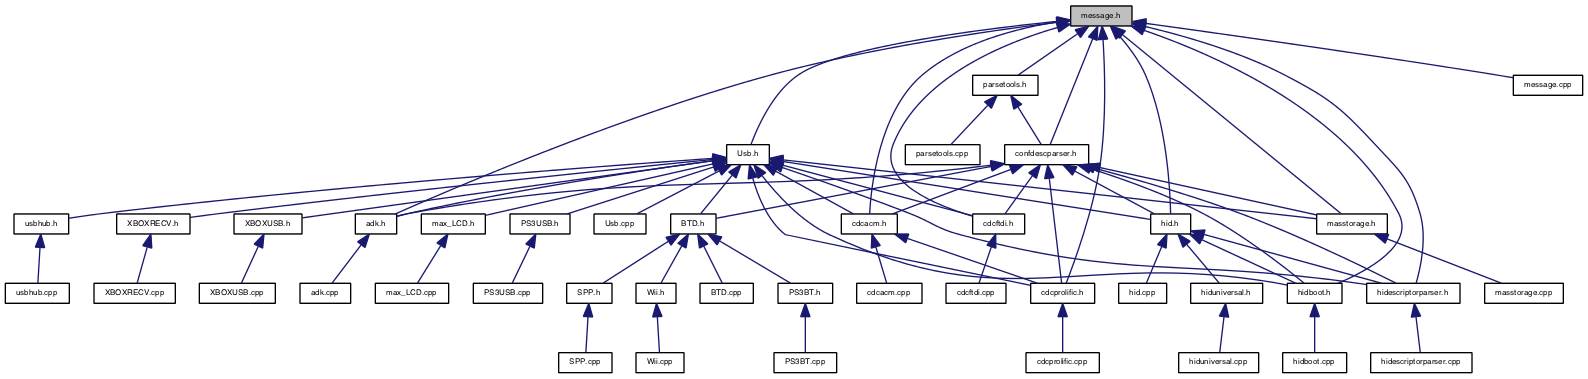 message.h
parsetools.h
message.cpp
Usb.h
parsetools.cpp
confdescparser.h
usbhub.h
XBOXRECV.h
XBOXUSB.h
adk.h
max_LCD.h
PS3USB.h
Usb.cpp
BTD.h
cdcacm.h
cdcftdi.h
hid.h
masstorage.h
usbhub.cpp
XBOXRECV.cpp
XBOXUSB.cpp
adk.cpp
max_LCD.cpp
PS3USB.cpp
SPP.h
Wii.h
BTD.cpp
PS3BT.h
cdcacm.cpp
cdcftdi.cpp
cdcprolific.h
hid.cpp
hiduniversal.h
hidboot.h
hidescriptorparser.h
masstorage.cpp
SPP.cpp
Wii.cpp
PS3BT.cpp
cdcprolific.cpp
hiduniversal.cpp
hidboot.cpp
hidescriptorparser.cpp